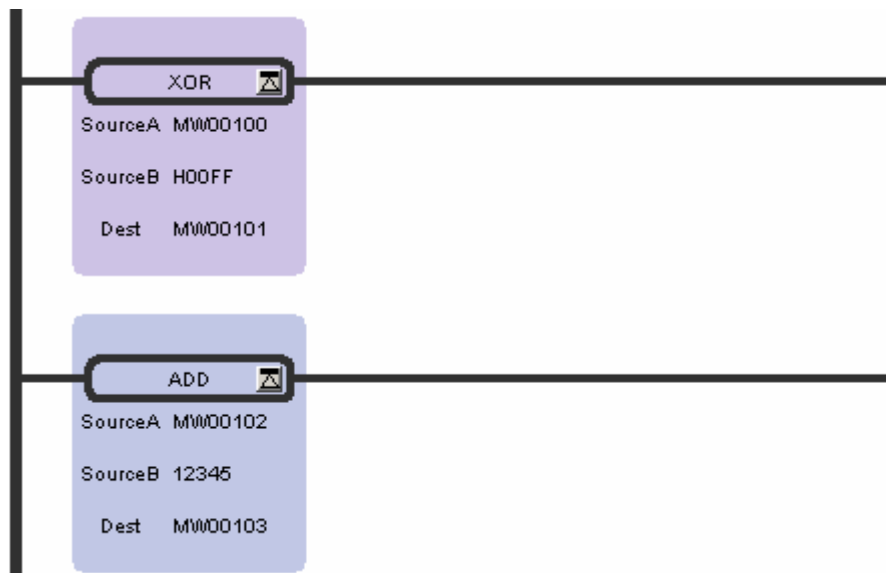 XOR
SourceA MW00100
SourceB H00FF
Dest MW00101
ADD
SourceA MW00102
SourceB 12345
Dest MW00103